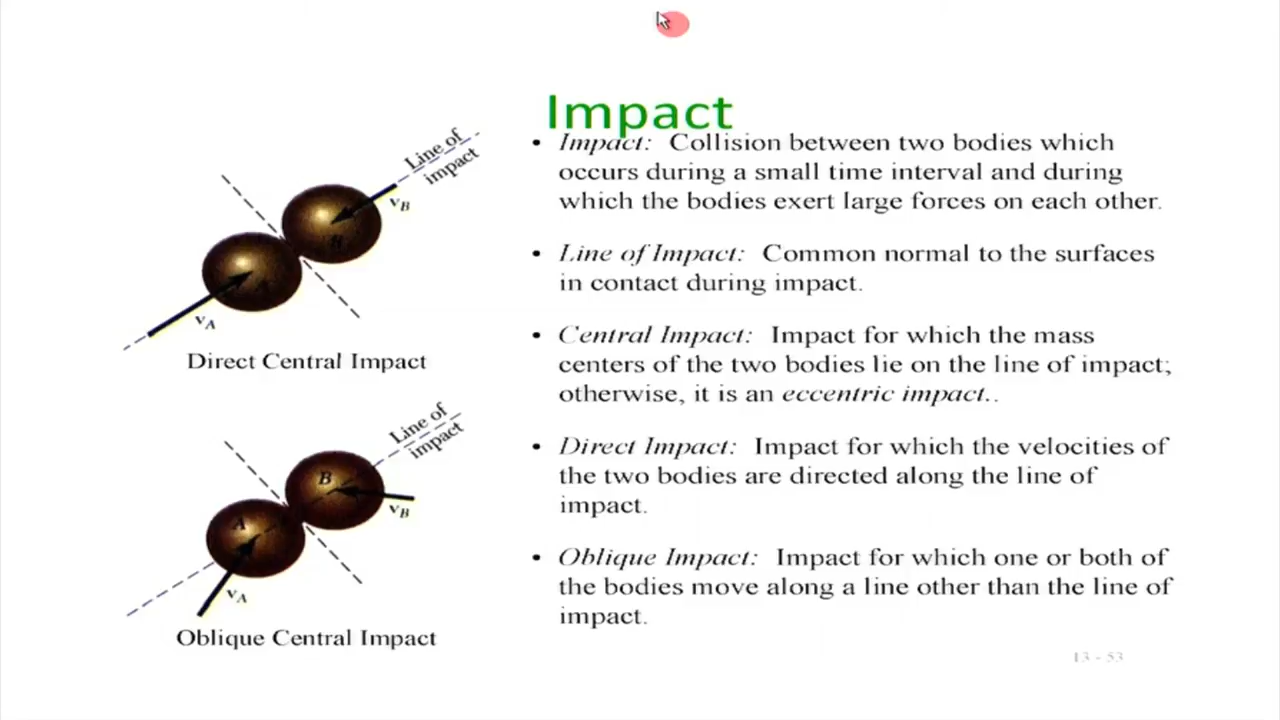 Impact
• Impact: Collision between two bodies which
occurs during a small time interval and during
which the bodies exert large forces on each other.
• Line of Impact: Common normal to the surfaces
in contact during impact.
• Central Impact: Impact for which the mass
centers of the two bodies lie on the line of impact;
otherwise, it is an eccentric impact..
• Direct Impact: Impact for which the velocities of
the two bodies are directed along the line of
impact.
• Oblique Impact: Impact for which one or both of
the bodies move along a line other than the line of
impact.
Line of
impact
vB
B
A
vA
Direct Central Impact
Line of
impact
B
vB
A
vA
Oblique Central Impact
13 - 53